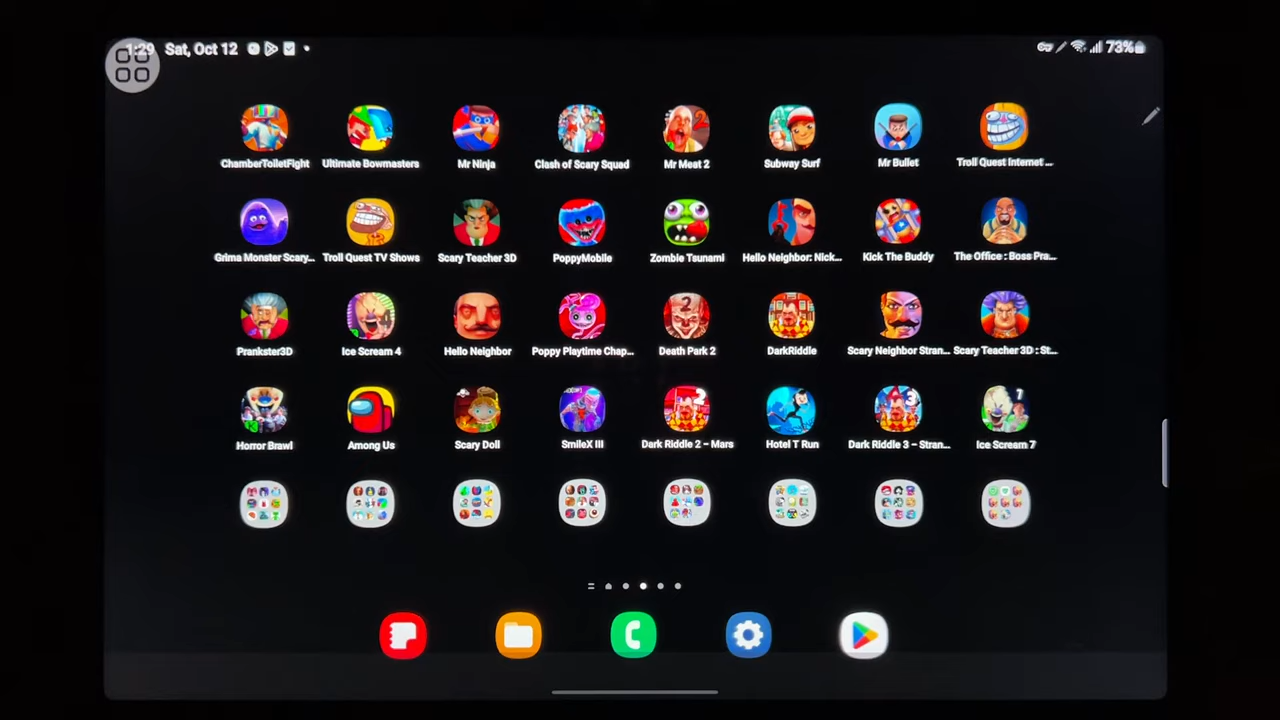 1:29 Sat, Oct 12 73%
ChamberToiletFight Ultimate Bowmasters Mr Ninja Clash of Scary Squad Mr Meat 2 Subway Surf Mr Bullet Troll Quest Internet ...
Grima Monster Scary... Troll Quest TV Shows Scary Teacher 3D PoppyMobile Zombie Tsunami Hello Neighbor: Nick... Kick The Buddy The Office : Boss Pra...
Prankster3D Ice Scream 4 Hello Neighbor Poppy Playtime Chap... Death Park 2 DarkRiddle Scary Neighbor Stran... Scary Teacher 3D : St...
Horror Brawl Among Us Scary Doll SmileX III Dark Riddle 2 – Mars Hotel T Run Dark Riddle 3 – Stran... Ice Scream 7